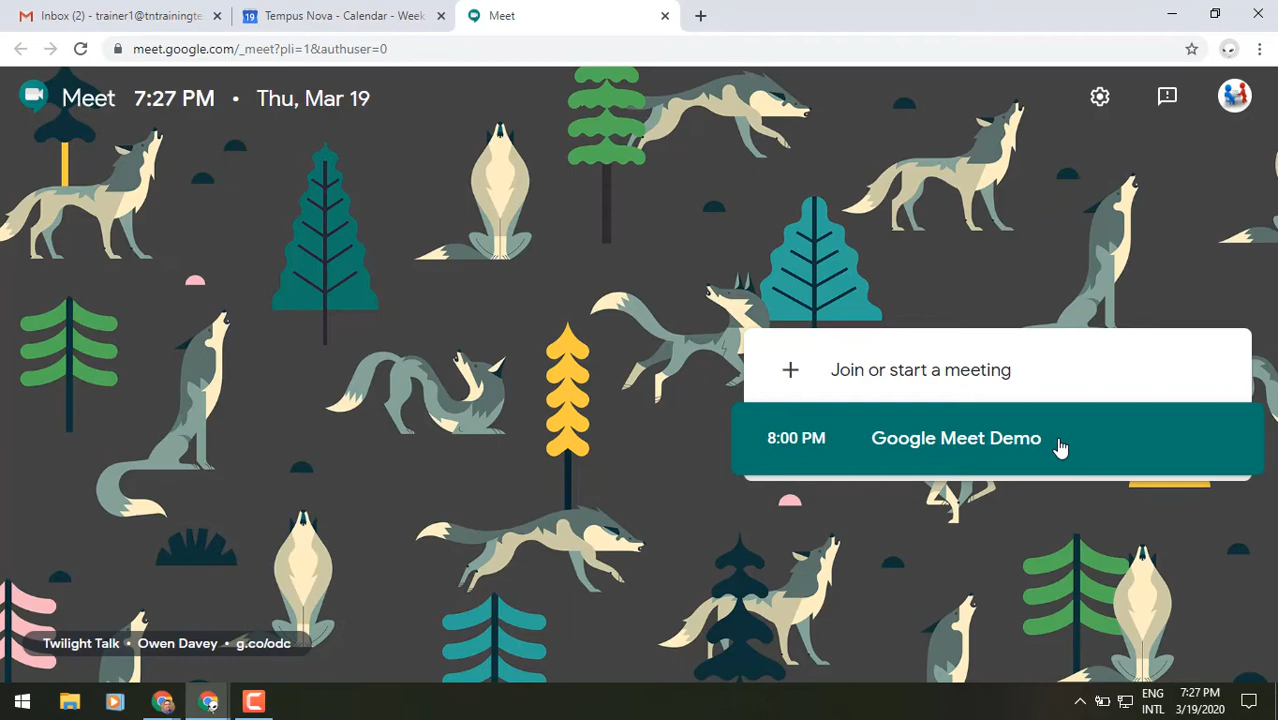 Inbox (2) - trainer1@tntrainingte
Tempus Nova - Calendar - Week
Meet
meet.google.com/_meet?pli=1&authuser=0
Meet 7:27 PM • Thu, Mar 19
Join or start a meeting
8:00 PM Google Meet Demo
Twilight Talk • Owen Davey • g.co/odc
ENG 7:27 PM
INTL 3/19/2020